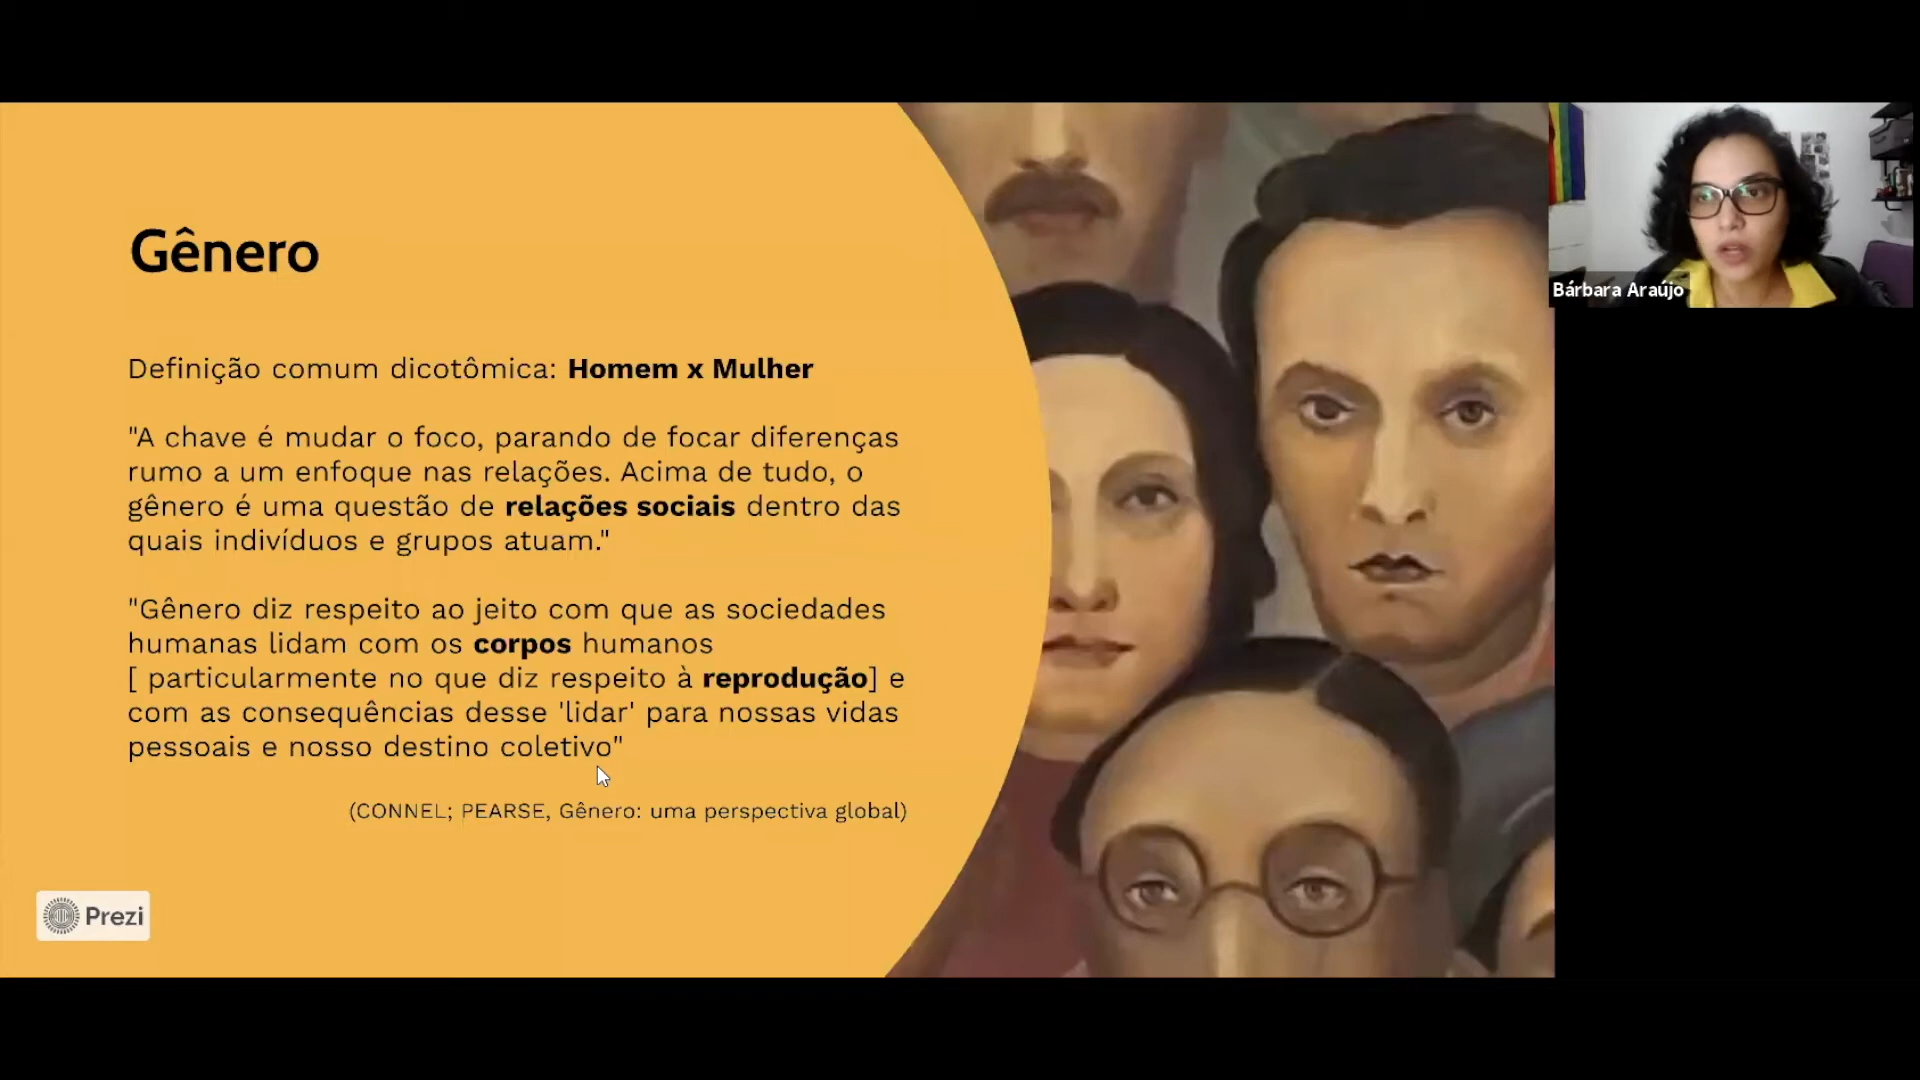 Gênero
Definição comum dicotômica: Homem x Mulher
"A chave é mudar o foco, parando de focar diferenças
rumo a um enfoque nas relações. Acima de tudo, o
gênero é uma questão de relações sociais dentro das
quais indivíduos e grupos atuam."
"Gênero diz respeito ao jeito com que as sociedades
humanas lidam com os corpos humanos
[ particularmente no que diz respeito à reprodução] e
com as consequências desse 'lidar' para nossas vidas
pessoais e nosso destino coletivo"
(CONNEL; PEARSE, Gênero: uma perspectiva global)
Prezi
Bárbara Araújo